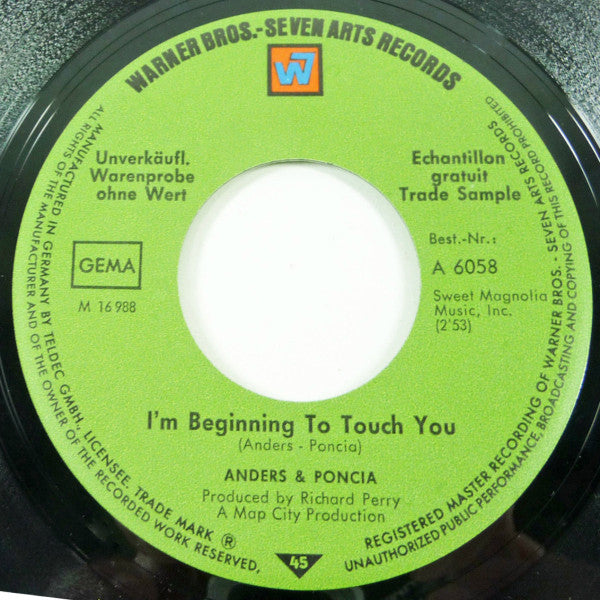 WARNER BROS.-SEVEN ARTS RECORDS
W7
Unverkäufl.
Warenprobe
ohne Wert
Echantillon
gratuit
Trade Sample
GEMA
M 16 988
Best.-Nr.:
A 6058
Sweet Magnolia
Music, Inc.
(2'53)
I'm Beginning To Touch You
(Anders - Poncia)
ANDERS & PONCIA
Produced by Richard Perry
A Map City Production
45
MANUFACTURED IN GERMANY BY TELDEC GMBH., LICENSEE. TRADE MARK ®
ALL RIGHTS OF THE MANUFACTURER AND OF THE OWNER OF THE RECORDED WORK RESERVED,
REGISTERED MASTER RECORDING OF WARNER BROS. - SEVEN ARTS RECORDS
UNAUTHORIZED PUBLIC PERFORMANCE, BROADCASTING AND COPYING OF THIS RECORD PROHIBITED